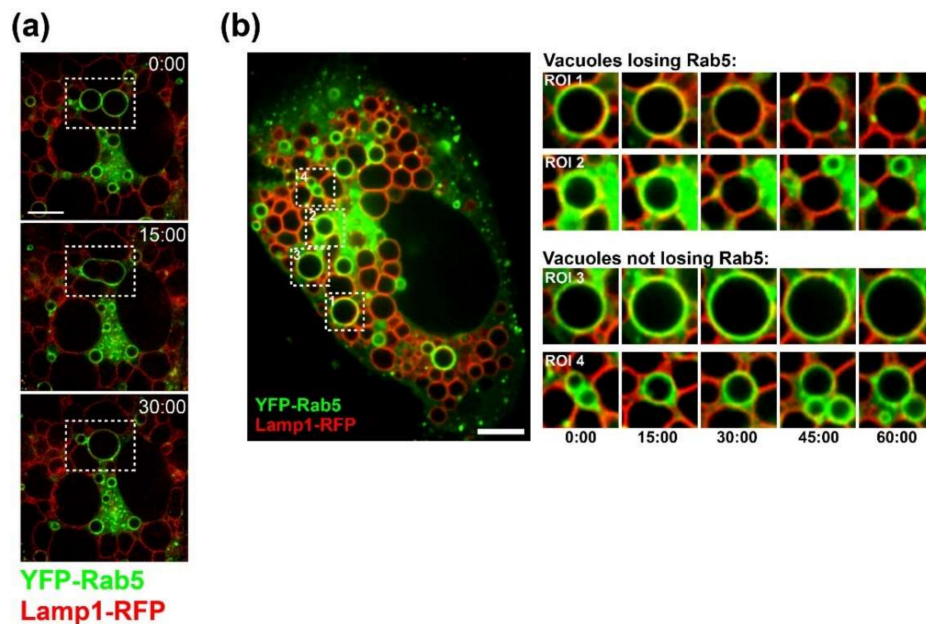 (a)
0:00
15:00
30:00
YFP-Rab5
Lamp1-RFP
(b)
4
2
3
1
YFP-Rab5
Lamp1-RFP
Vacuoles losing Rab5:
ROI 1
ROI 2
Vacuoles not losing Rab5:
ROI 3
ROI 4
0:00 15:00 30:00 45:00 60:00